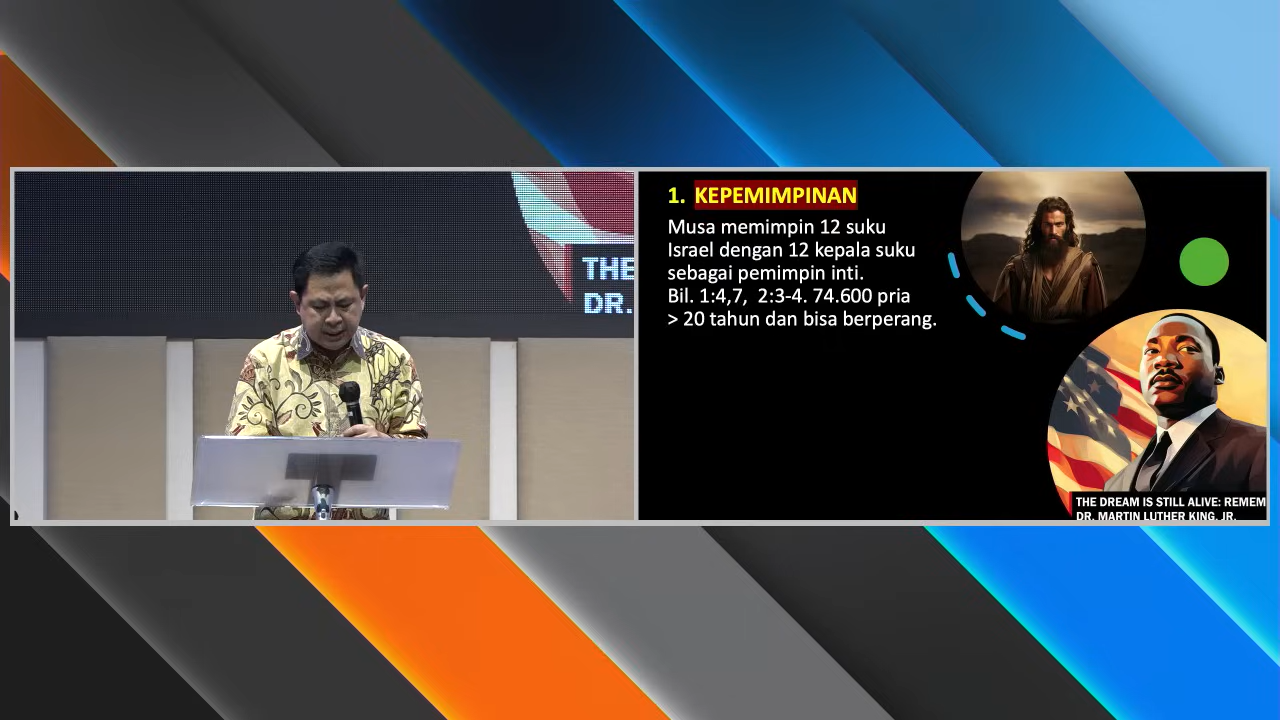 THE
DR.
1. KEPEMIMPINAN
Musa memimpin 12 suku
Israel dengan 12 kepala suku
sebagai pemimpin inti.
Bil. 1:4,7, 2:3-4. 74.600 pria
> 20 tahun dan bisa berperang.
THE DREAM IS STILL ALIVE: REMEM
DR. MARTIN LUTHER KING, JR.